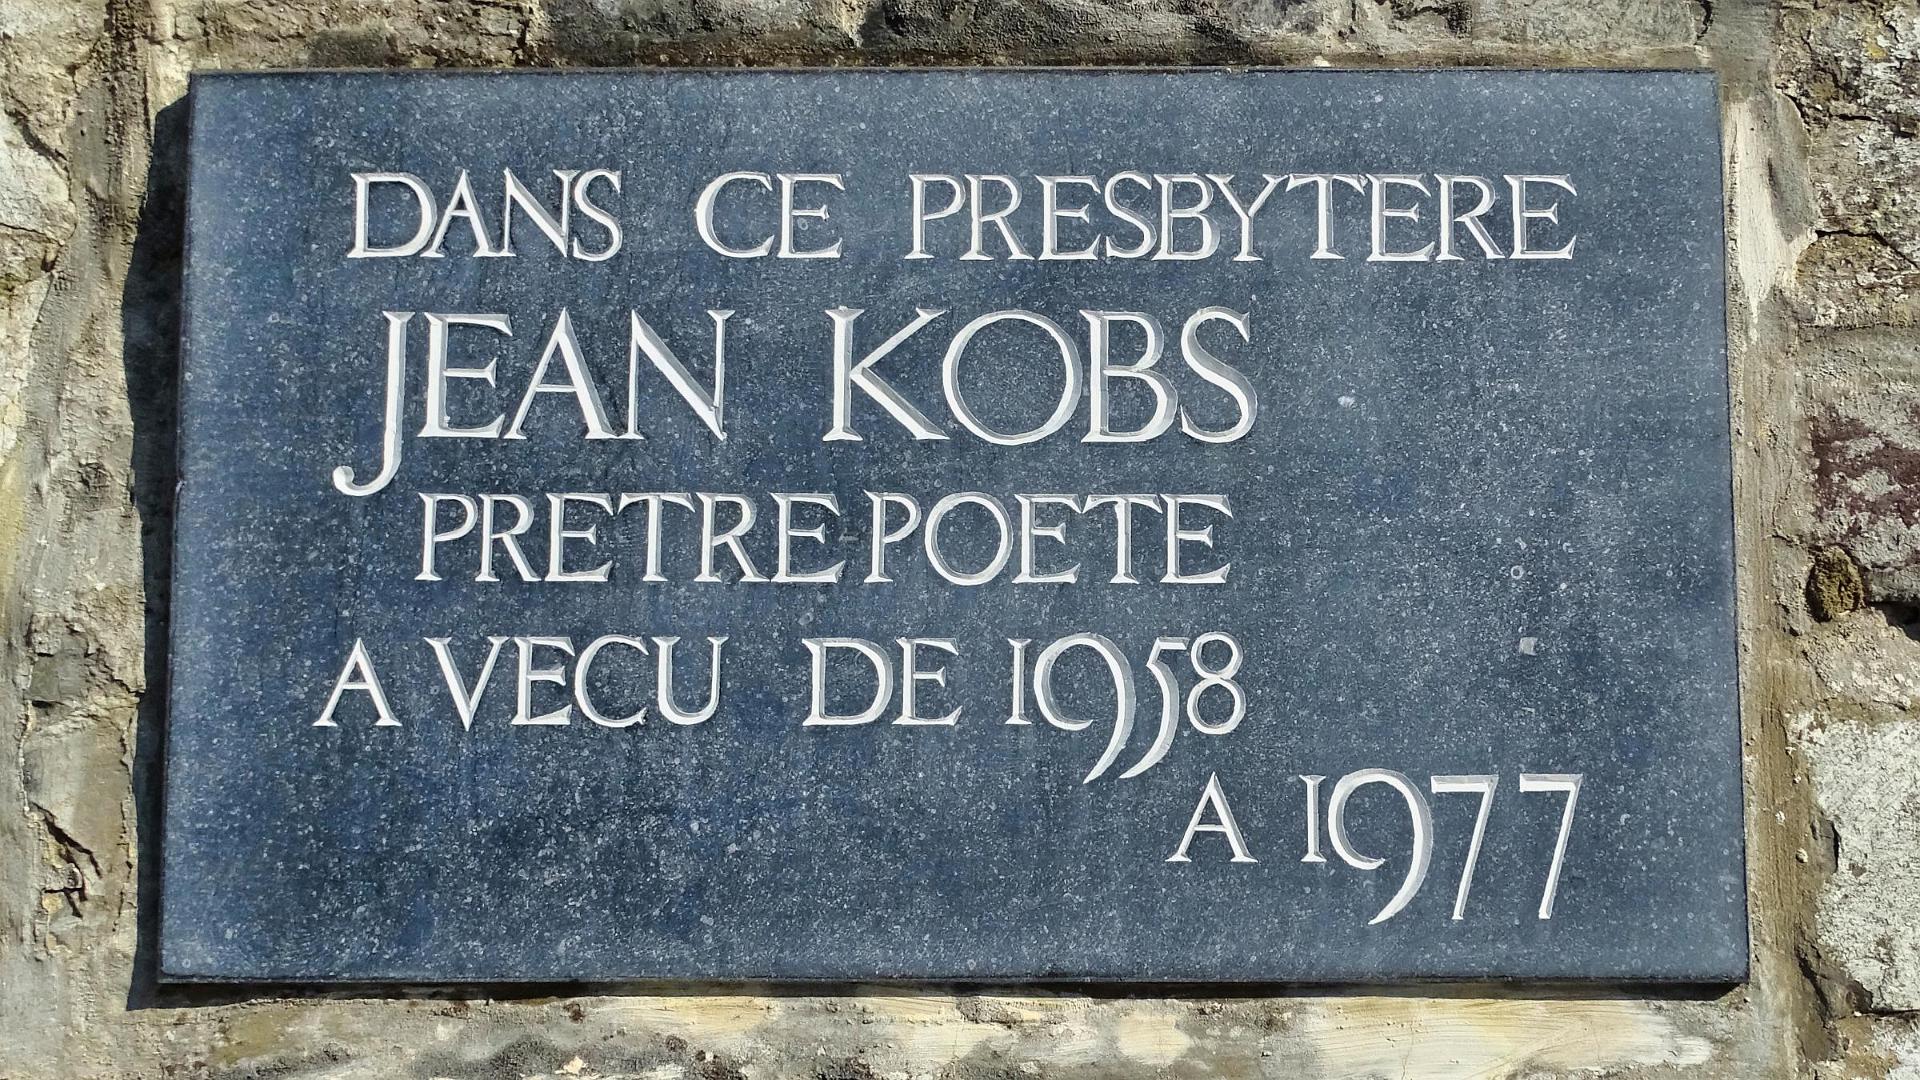 DANS CE PRESBYTERE
JEAN KOBS
PRETRE POETE
A VECU DE 1958
A 1977